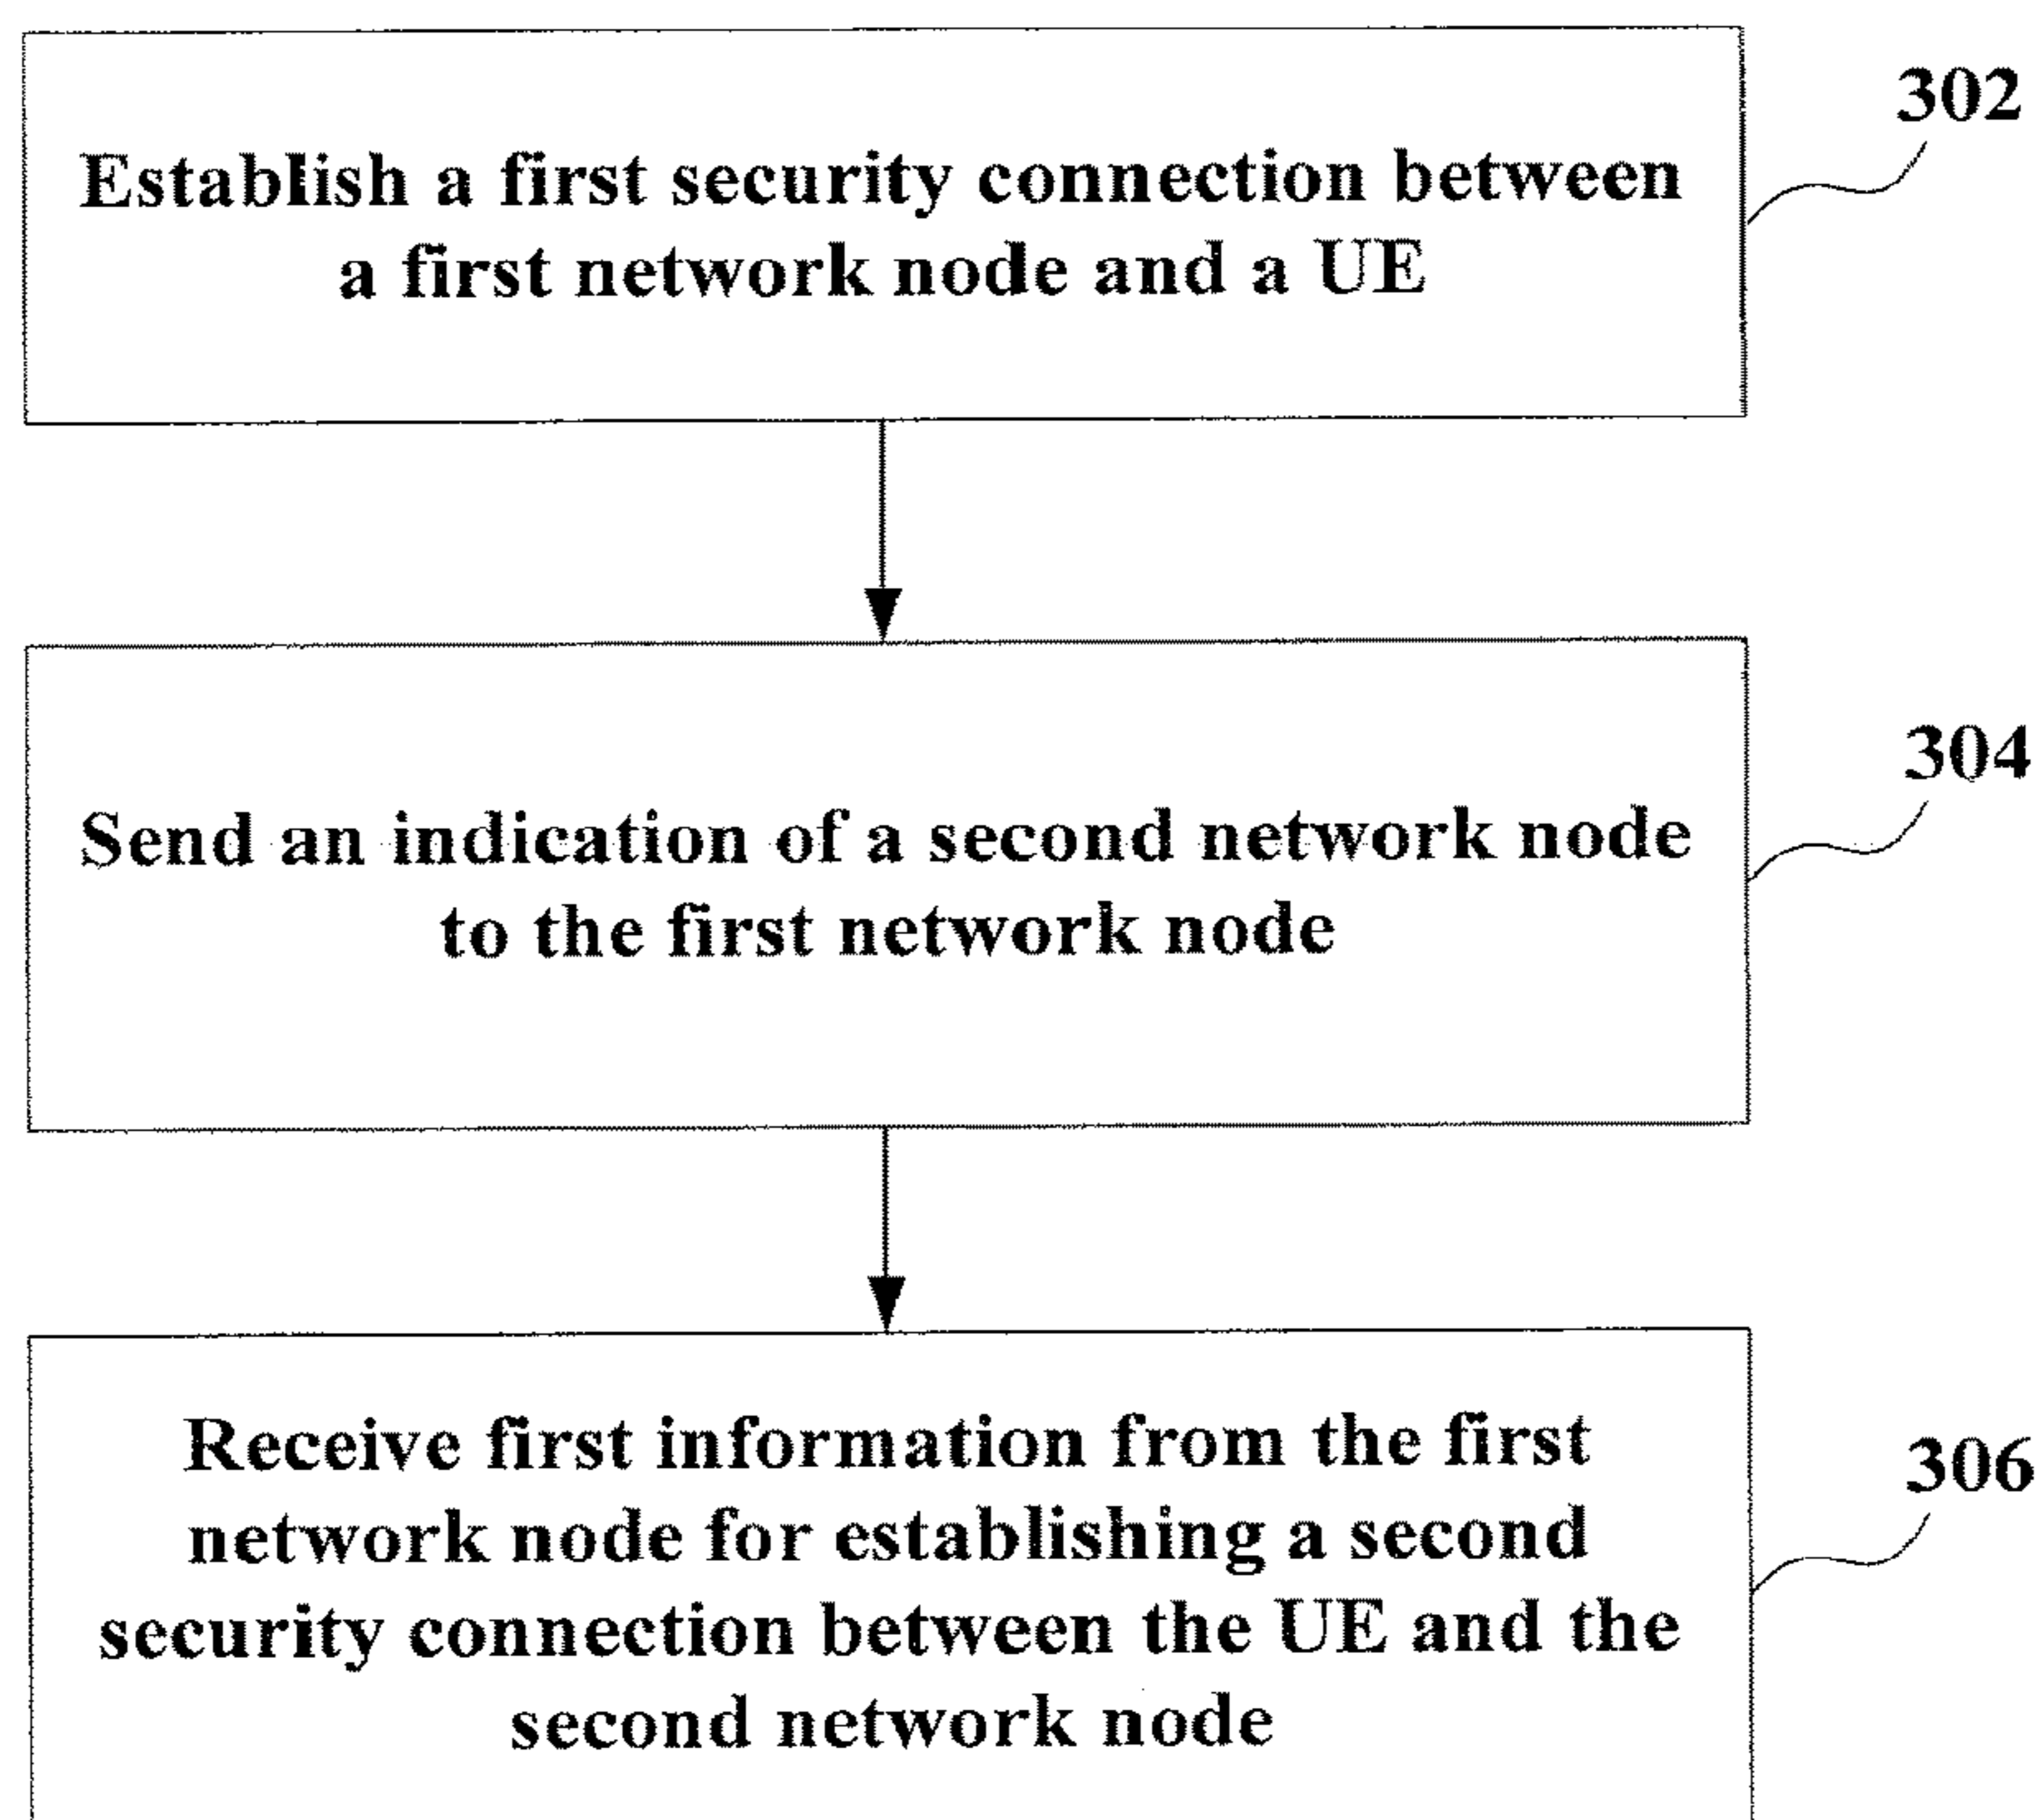 302
Establish a first security connection between
a first network node and a UE
304
Send an indication of a second network node
to the first network node
306
Receive first information from the first
network node for establishing a second
security connection between the UE and the
second network node